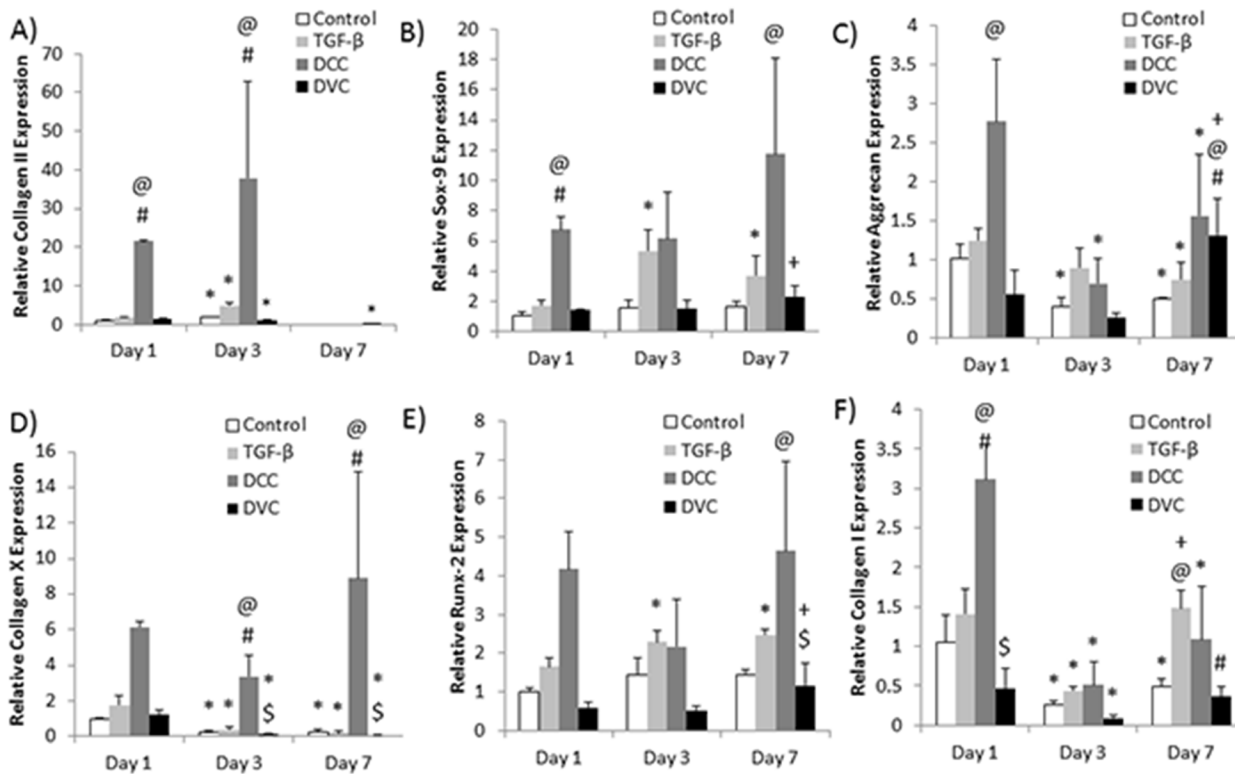 A)
Relative Collagen II Expression
70
60
50
40
30
20
10
0
Control
TGF-β
DCC
DVC
@
#
@
#
*
*
*
*
Day 1 Day 3 Day 7
B)
Relative Sox-9 Expression
20
18
16
14
12
10
8
6
4
2
0
Control
TGF-β
DCC
DVC
@
#
*
@
*
+
Day 1 Day 3 Day 7
C)
Relative Aggrecan Expression
4
3.5
3
2.5
2
1.5
1
0.5
0
Control
TGF-β
DCC
DVC
@
*
*
*
*
*
+
@
#
Day 1 Day 3 Day 7
D)
Relative Collagen X Expression
16
14
12
10
8
6
4
2
0
Control
TGF-β
DCC
DVC
@
#
*
*
*
$
@
#
*
*
*
$
Day 1 Day 3 Day 7
E)
Relative Runx-2 Expression
8
7
6
5
4
3
2
1
0
Control
TGF-β
DCC
DVC
*
@
*
+
$
Day 1 Day 3 Day 7
F)
Relative Collagen I Expression
4
3.5
3
2.5
2
1.5
1
0.5
0
Control
TGF-β
DCC
DVC
@
#
$
*
*
*
*
*
+
@
*
#
Day 1 Day 3 Day 7